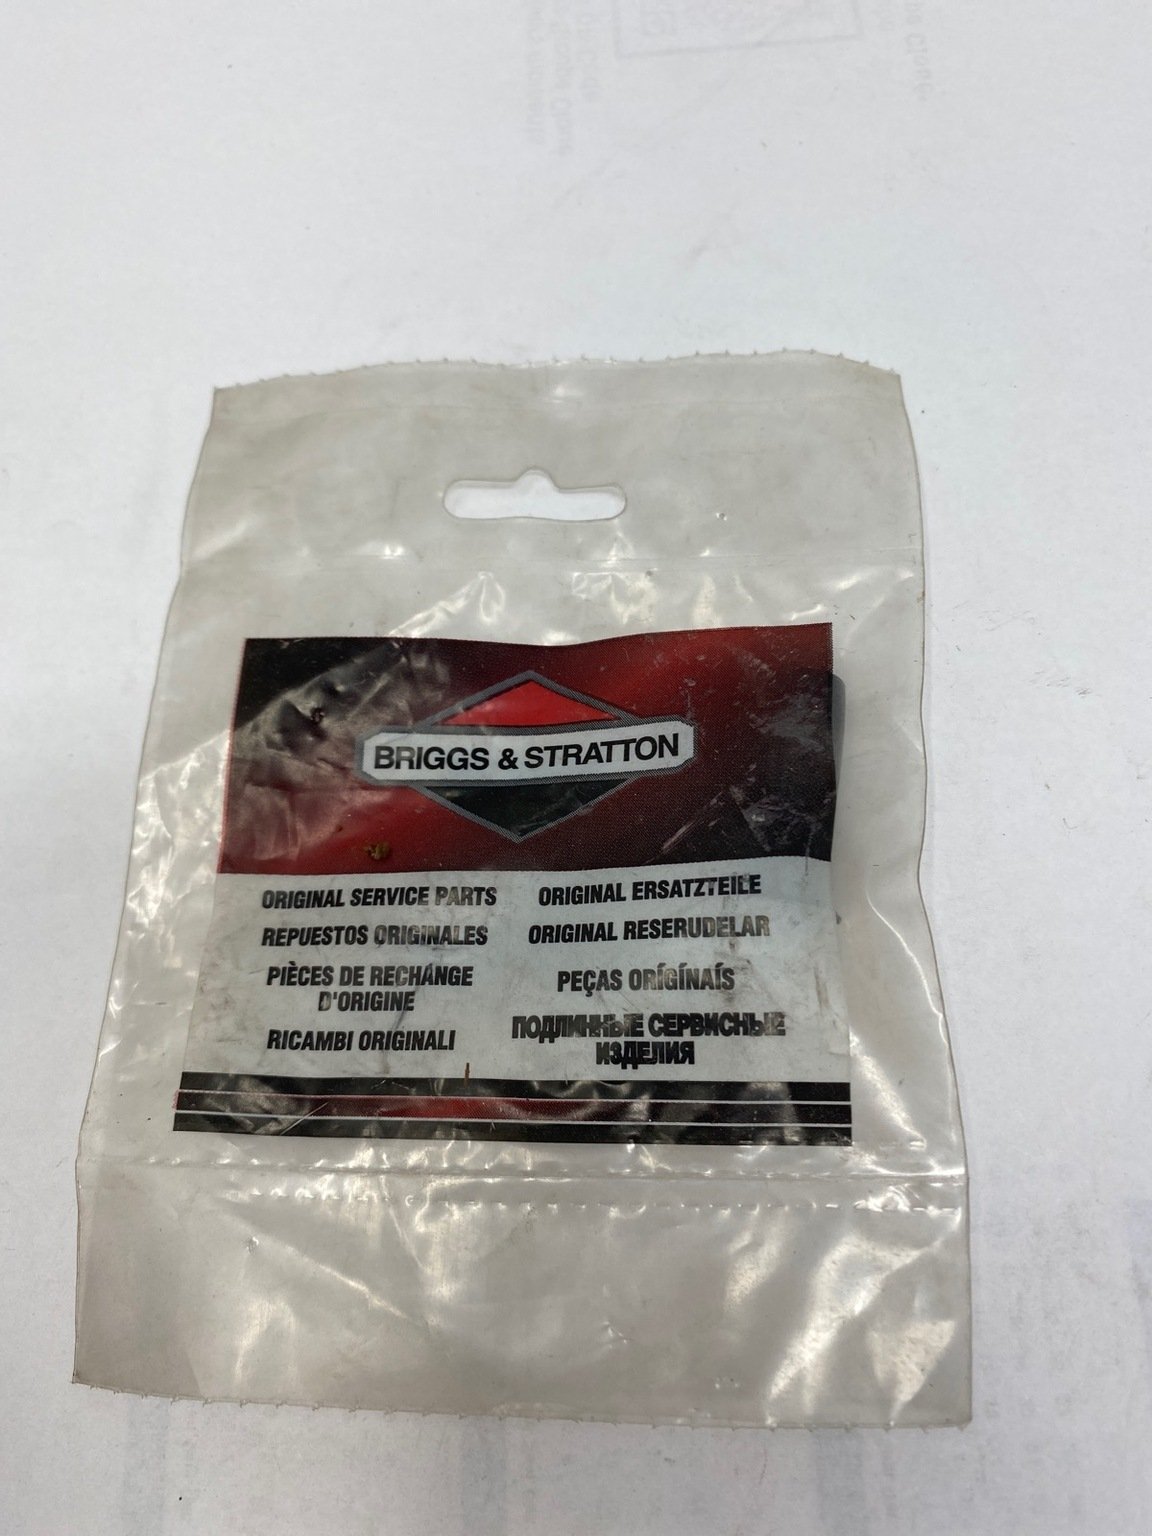 BRIGGS & STRATTON
ORIGINAL SERVICE PARTS
REPUESTOS ORIGINALES
PIÈCES DE RECHANGE
D'ORIGINE
RICAMBI ORIGINALI
ORIGINAL ERSATZTEILE
ORIGINAL RESERUDELAR
PEÇAS ORÍGÍNAÍS
ПОДЛИННЫЕ СЕРВИСНЫЕ
ИЗДЕЛИЯ